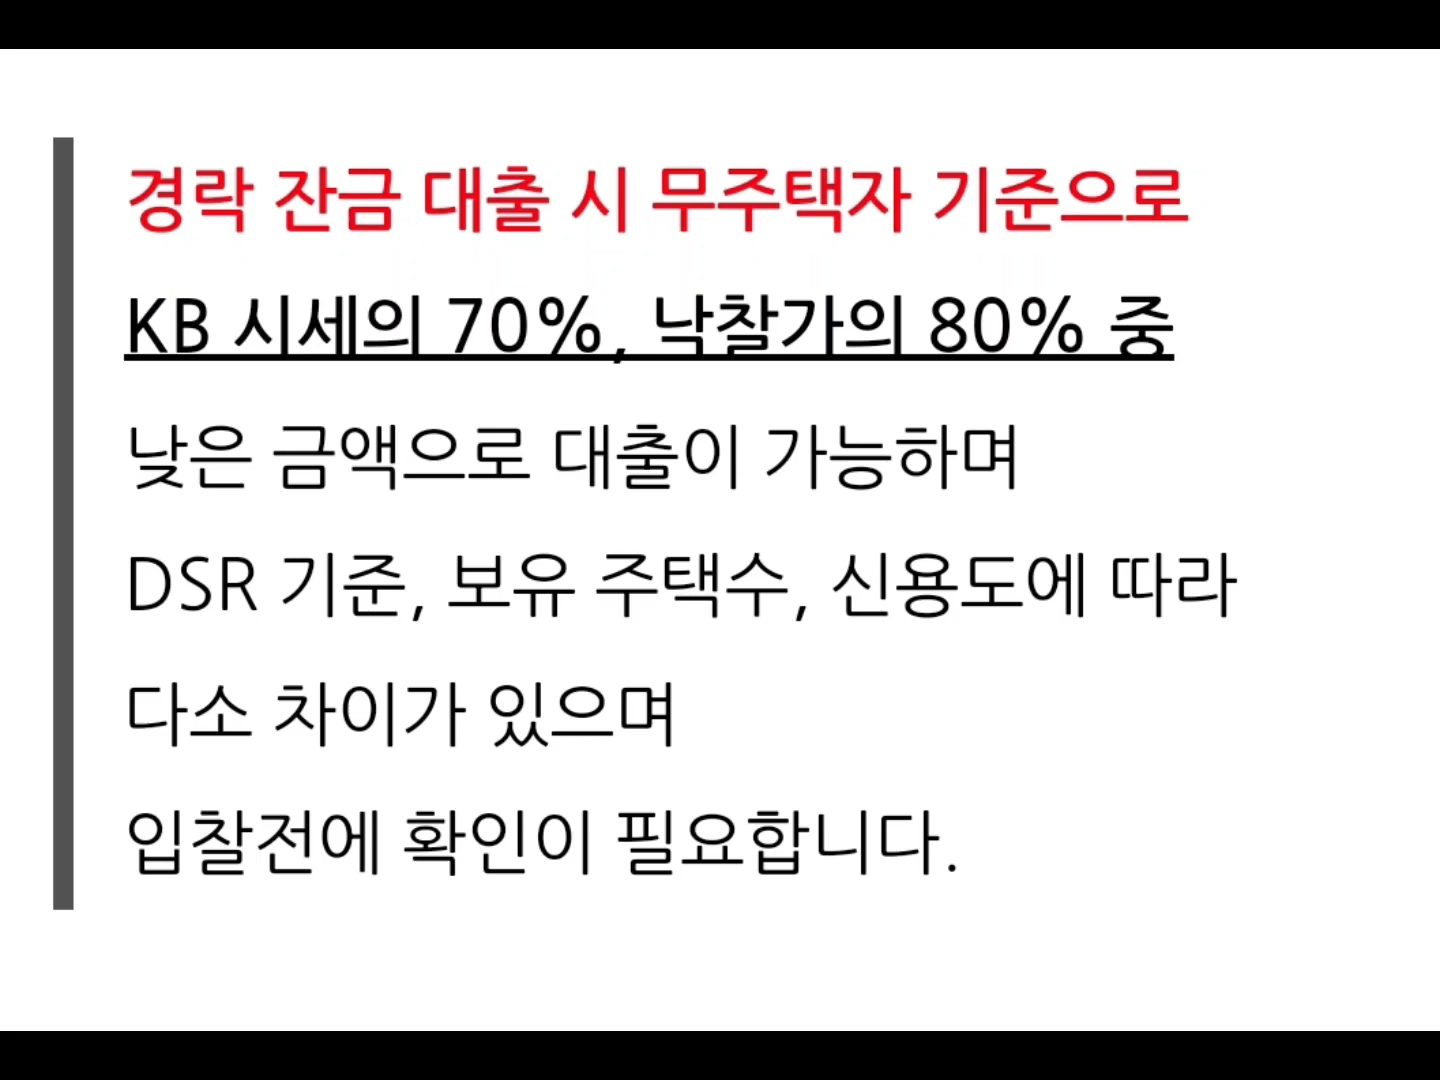 경락 잔금 대출 시 무주택자 기준으로
KB 시세의 70%, 낙찰가의 80% 중
낮은 금액으로 대출이 가능하며
DSR 기준, 보유 주택수, 신용도에 따라
다소 차이가 있으며
입찰전에 확인이 필요합니다.